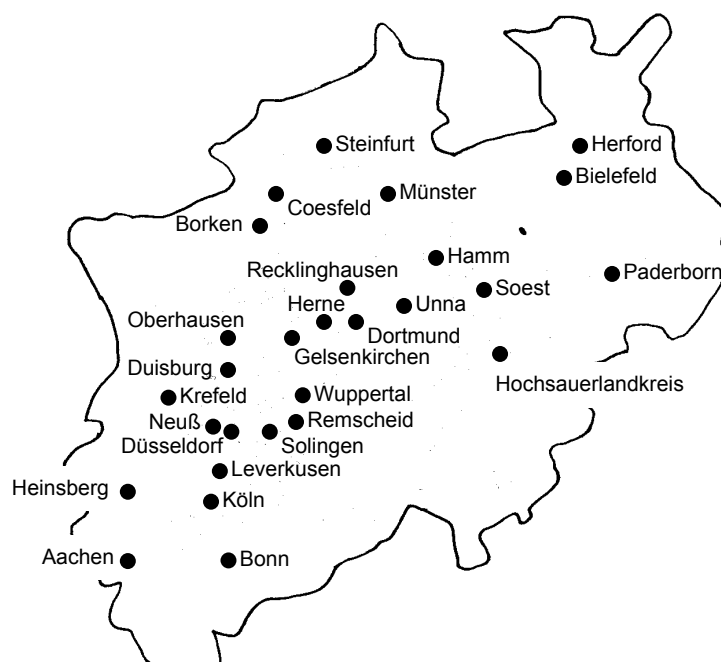 Steinfurt
Herford
Bielefeld
Coesfeld
Münster
Borken
Hamm
Recklinghausen
Paderborn
Soest
Herne
Unna
Oberhausen
Dortmund
Gelsenkirchen
Duisburg
Hochsauerlandkreis
Krefeld
Wuppertal
Neuß
Remscheid
Düsseldorf
Solingen
Leverkusen
Heinsberg
Köln
Aachen
Bonn